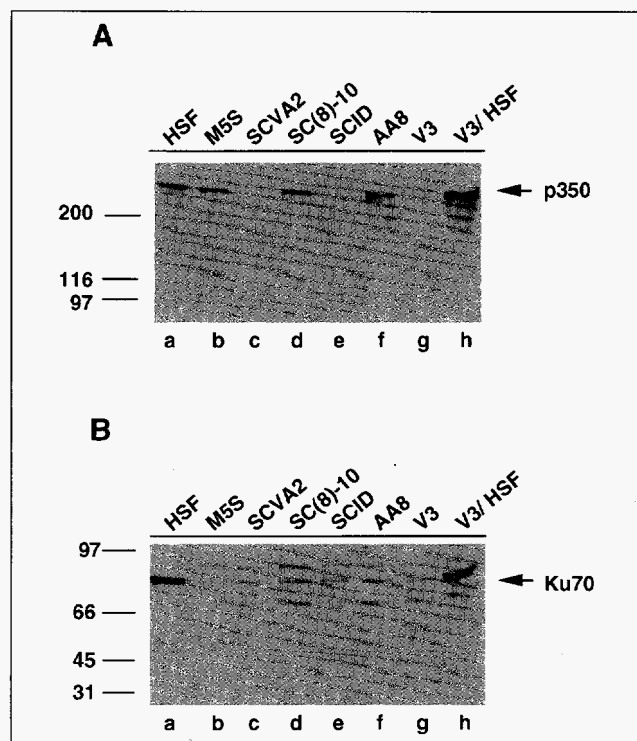 A
HSF M5S SCVA2 SC(8)-10 SCID AA8 V3 V3/ HSF
p350
200
116
97
a b c d e f g h
B
HSF M5S SCVA2 SC(8)-10 SCID AA8 V3 V3/ HSF
97
Ku70
66
45
31
a b c d e f g h